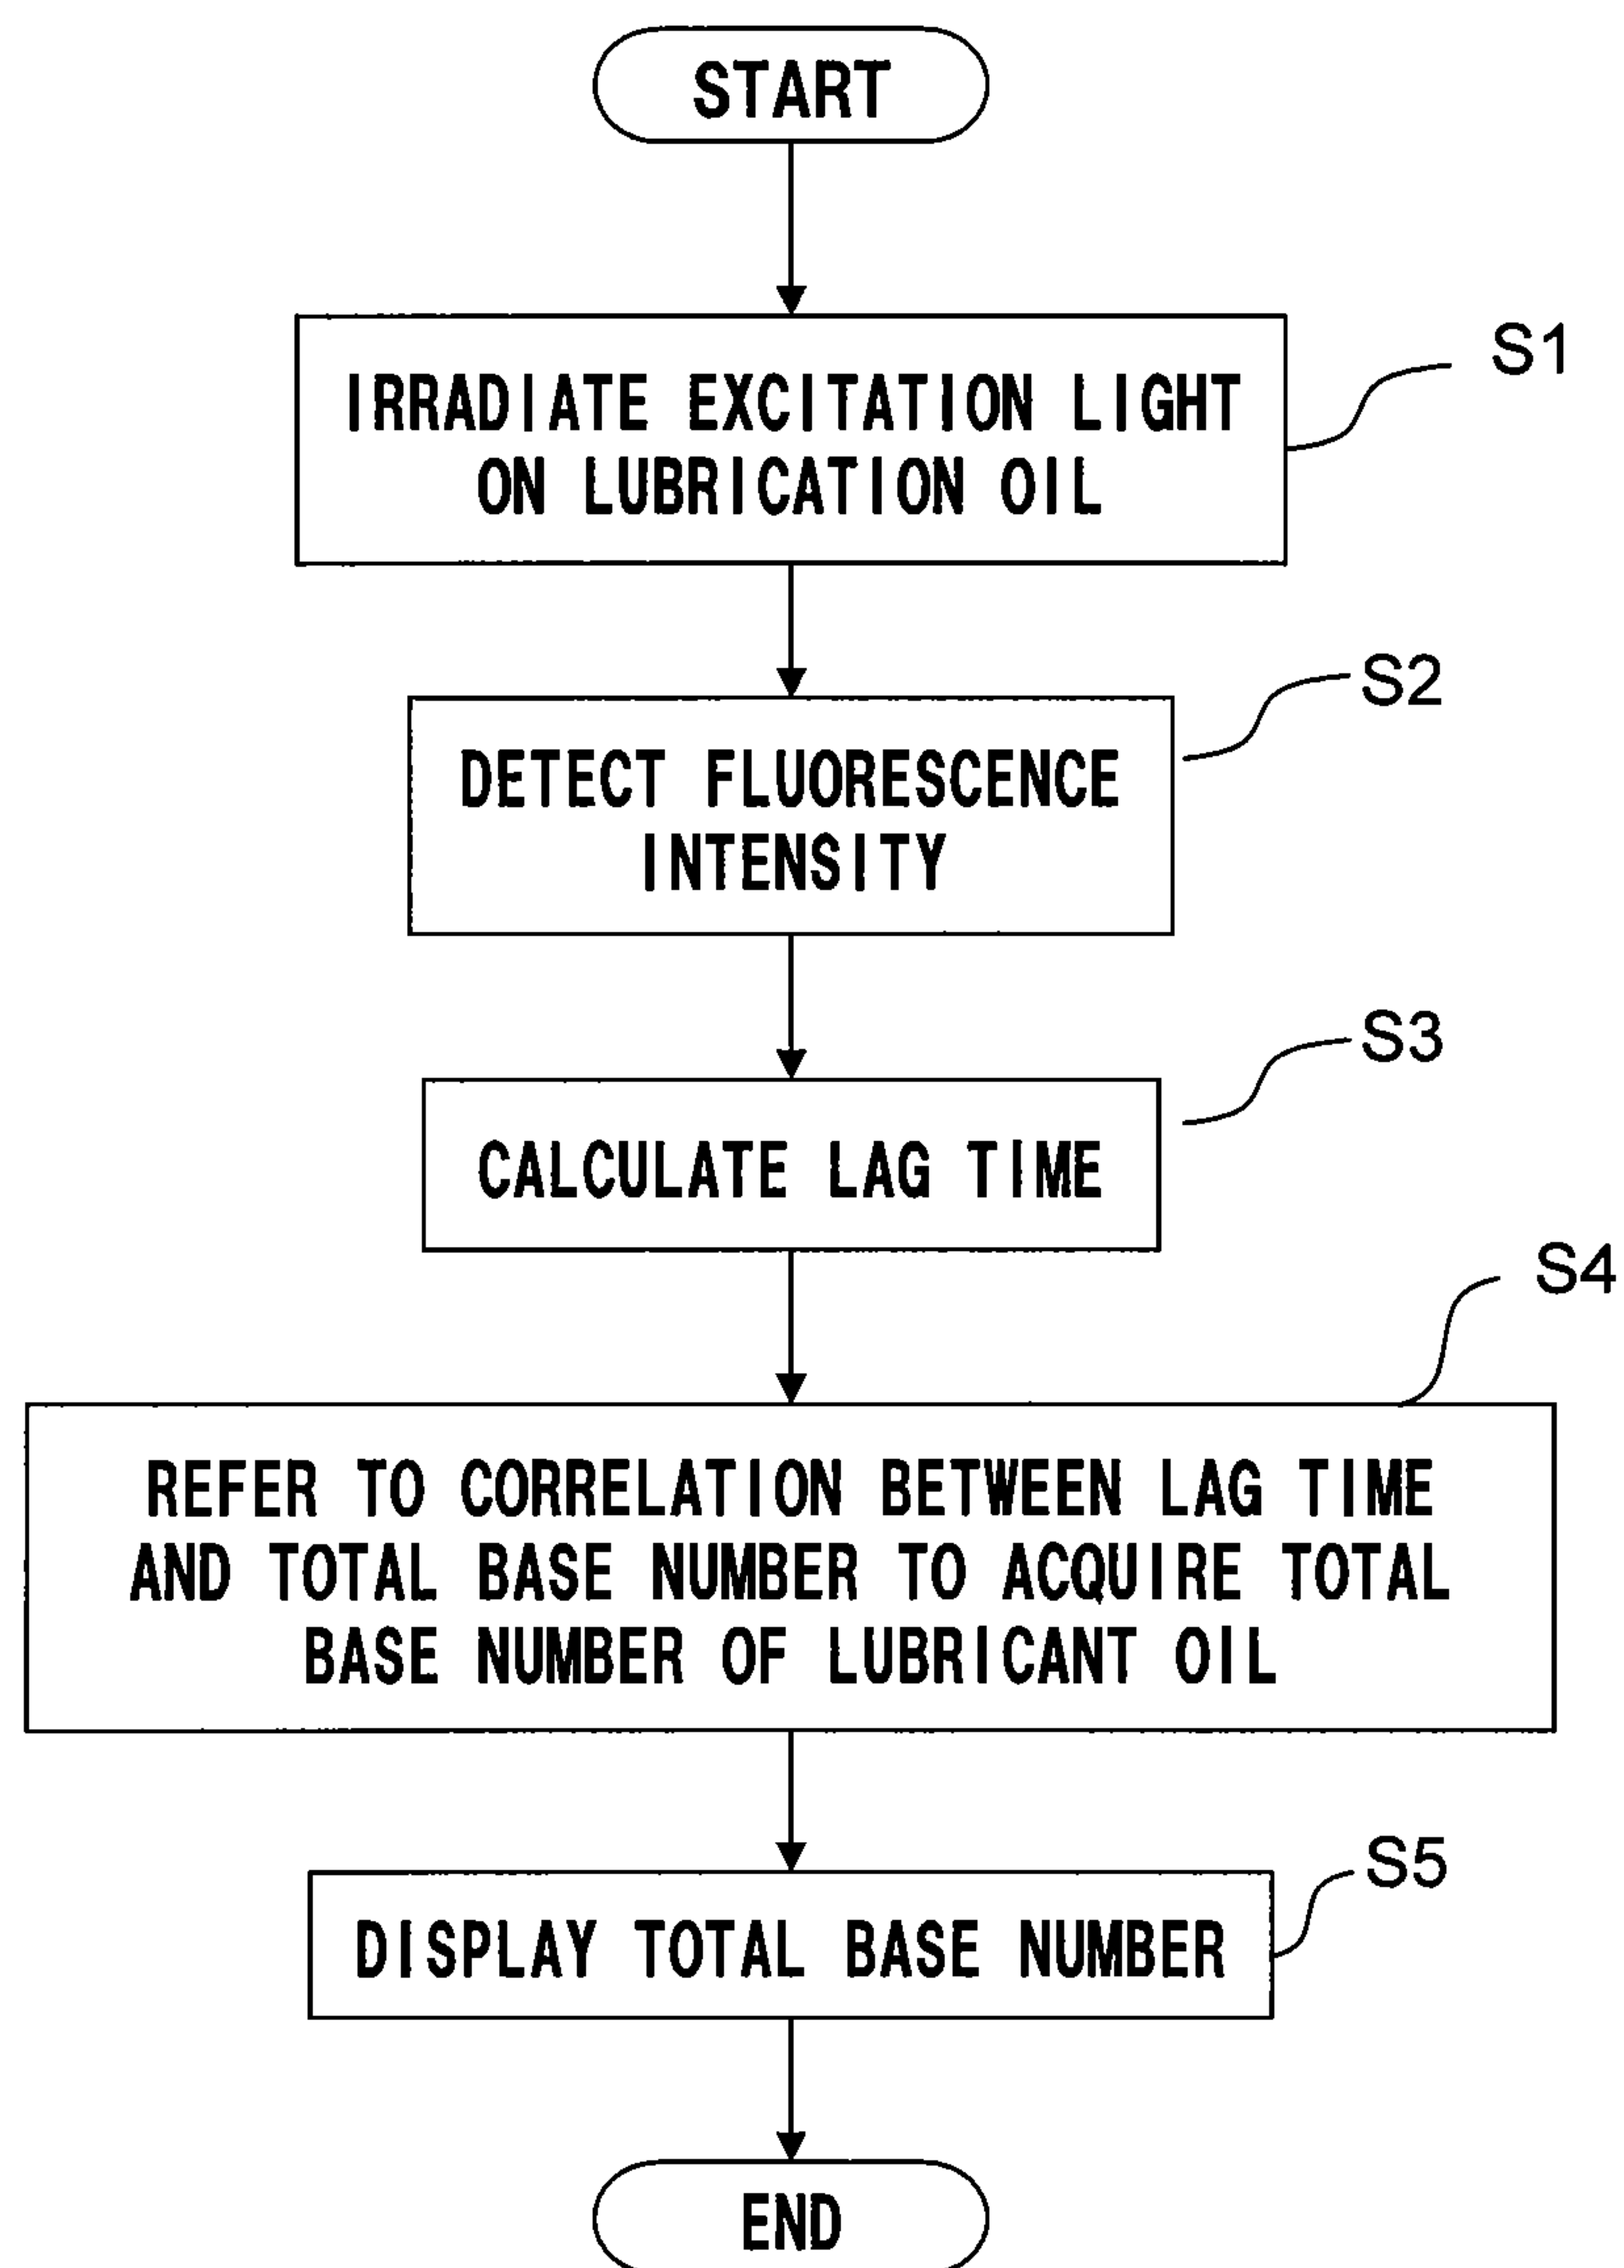 START
IRRADIATE EXCITATION LIGHT
ON LUBRICATION OIL
S1
DETECT FLUORESCENCE
INTENSITY
S2
CALCULATE LAG TIME
S3
REFER TO CORRELATION BETWEEN LAG TIME
AND TOTAL BASE NUMBER TO ACQUIRE TOTAL
BASE NUMBER OF LUBRICANT OIL
S4
DISPLAY TOTAL BASE NUMBER
S5
END